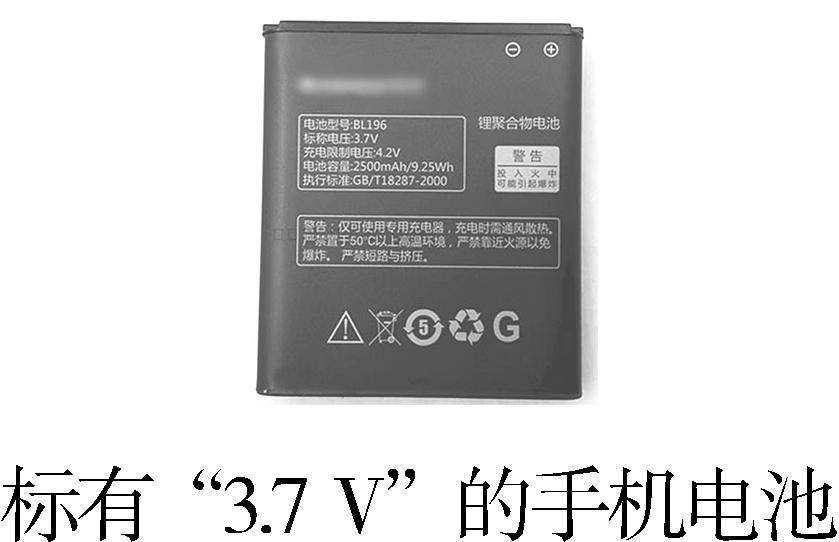 电池型号:BL196
标称电压:3.7V
充电限制电压:4.2V
电池容量:2500mAh/9.25Wh
执行标准:GB/T18287-2000
锂聚合物电池
警告
投入火中
可能引起爆炸
警告：仅可使用专用充电器，充电时需通风散热。
严禁置于50°C以上高温环境，严禁靠近火源以免
爆炸。严禁短路与挤压。
5 G
标有“3.7 V”的手机电池